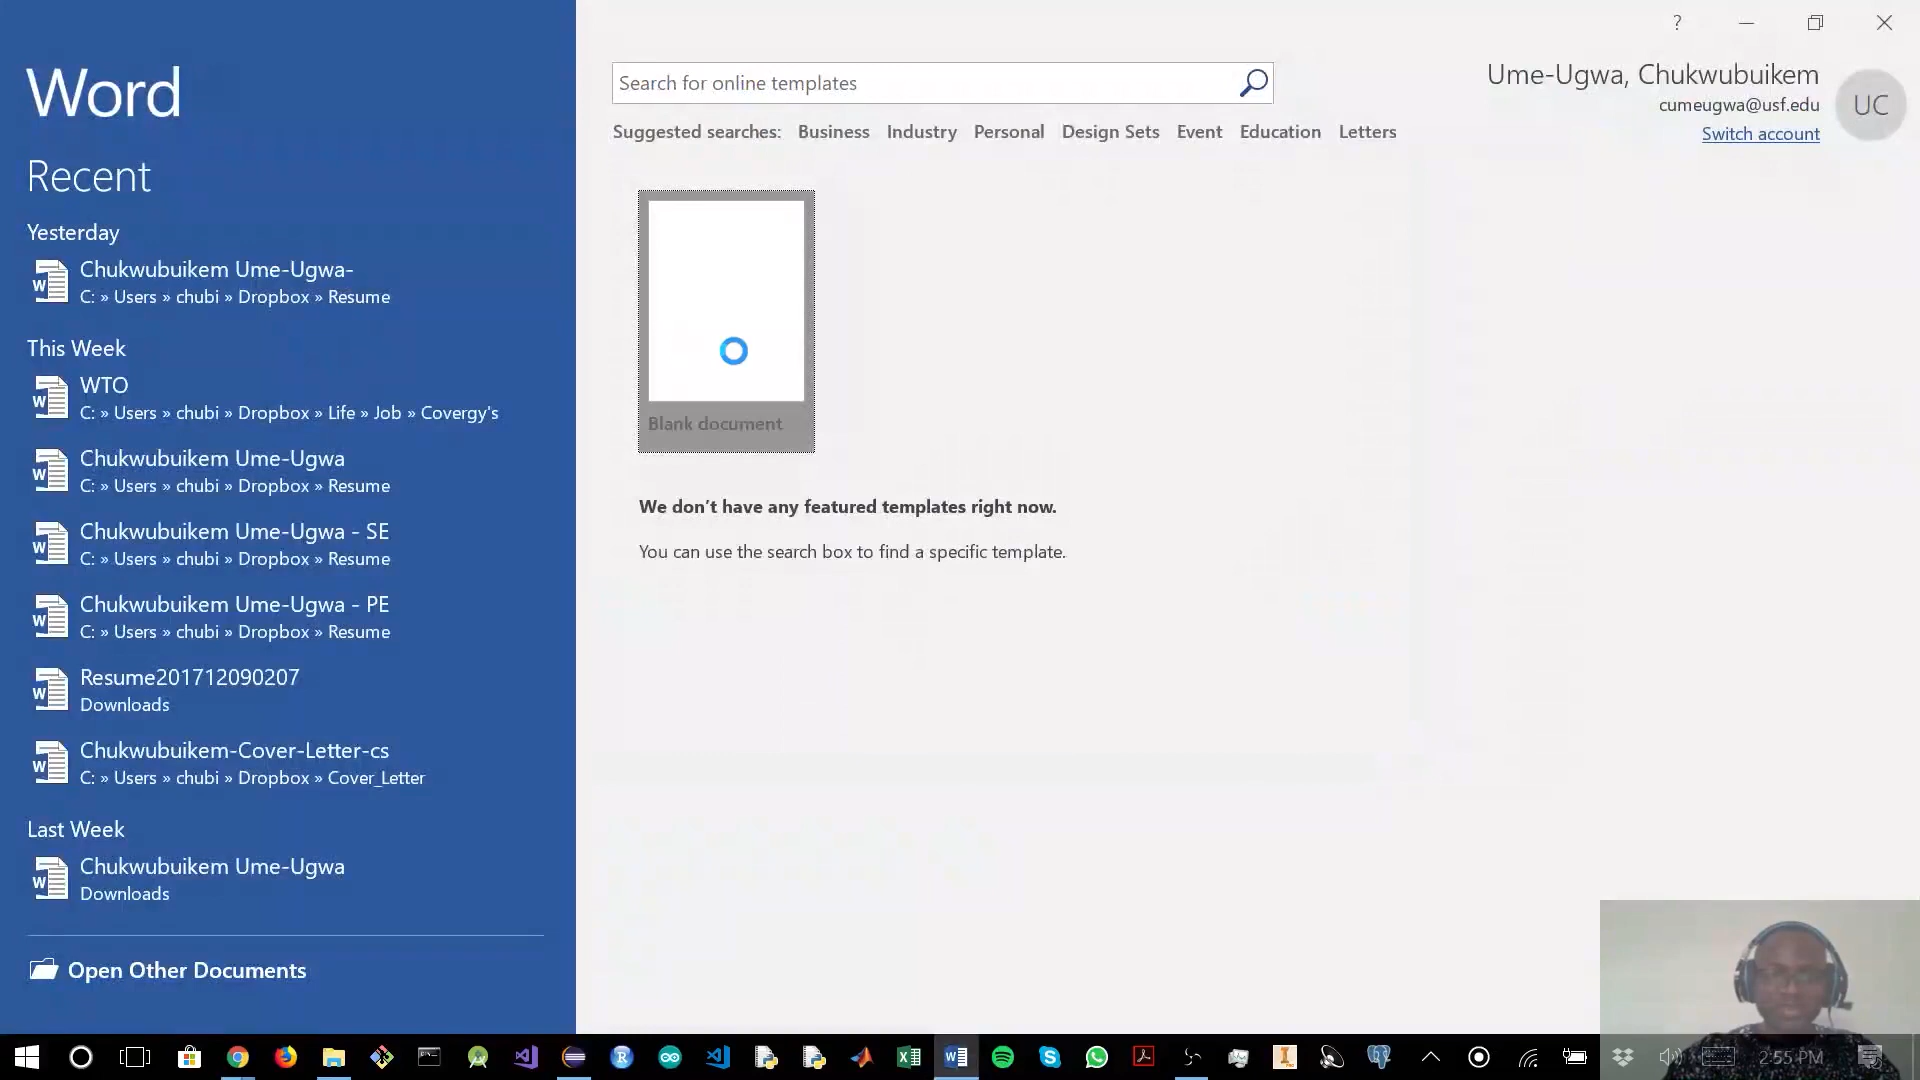 ?
Word
Recent
Yesterday
Chukwubuikem Ume-Ugwa-
C: » Users » chubi » Dropbox » Resume
This Week
WTO
C: » Users » chubi » Dropbox » Life » Job » Covergy's
Chukwubuikem Ume-Ugwa
C: » Users » chubi » Dropbox » Resume
Chukwubuikem Ume-Ugwa - SE
C: » Users » chubi » Dropbox » Resume
Chukwubuikem Ume-Ugwa - PE
C: » Users » chubi » Dropbox » Resume
Resume201712090207
Downloads
Chukwubuikem-Cover-Letter-cs
C: » Users » chubi » Dropbox » Cover_Letter
Last Week
Chukwubuikem Ume-Ugwa
Downloads
Open Other Documents
Search for online templates
Suggested searches: Business Industry Personal Design Sets Event Education Letters
Ume-Ugwa, Chukwubuikem
cumeugwa@usf.edu
Switch account
UC
Blank document
We don't have any featured templates right now.
You can use the search box to find a specific template.
2:55 PM